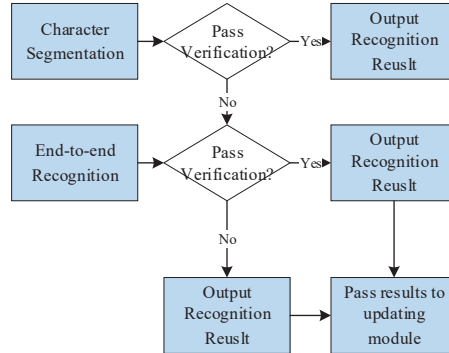 Character
Segmentation
Pass
Verification?
Yes
Output
Recognition
Reuslt
No
End-to-end
Recognition
Pass
Verification?
Yes
Output
Recognition
Reuslt
No
Output
Recognition
Reuslt
Pass results to
updating
module